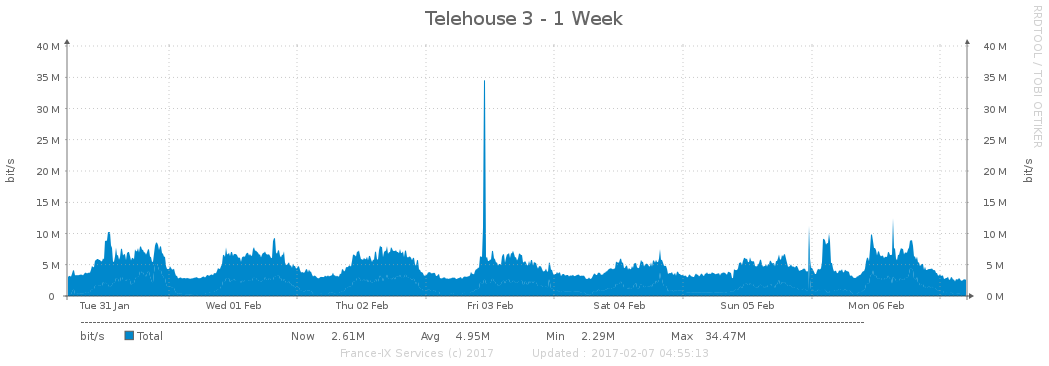 Telehouse 3 - 1 Week
RRDTOOL / TOBI OETIKER
bit/s
40 M
35 M
30 M
25 M
20 M
15 M
10 M
5 M
0
40 M
35 M
30 M
25 M
20 M
15 M
10 M
5 M
0 M
bit/s
Tue 31 Jan Wed 01 Feb Thu 02 Feb Fri 03 Feb Sat 04 Feb Sun 05 Feb Mon 06 Feb
bit/s Total Now 2.61M Avg 4.95M Min 2.29M Max 34.47M
France-IX Services (c) 2017 Updated : 2017-02-07 04:55:13